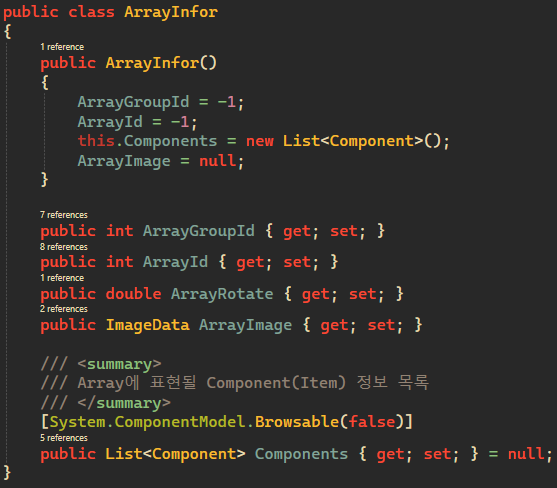 public class ArrayInfor
{
1 reference
public ArrayInfor()
{
ArrayGroupId = -1;
ArrayId = -1;
this.Components = new List<Component>();
ArrayImage = null;
}
7 references
public int ArrayGroupId { get; set; }
8 references
public int ArrayId { get; set; }
1 reference
public double ArrayRotate { get; set; }
2 references
public ImageData ArrayImage { get; set; }
/// <summary>
/// Array에 표현될 Component(Item) 정보 목록
/// </summary>
[System.ComponentModel.Browsable(false)]
5 references
public List<Component> Components { get; set; } = null;
}